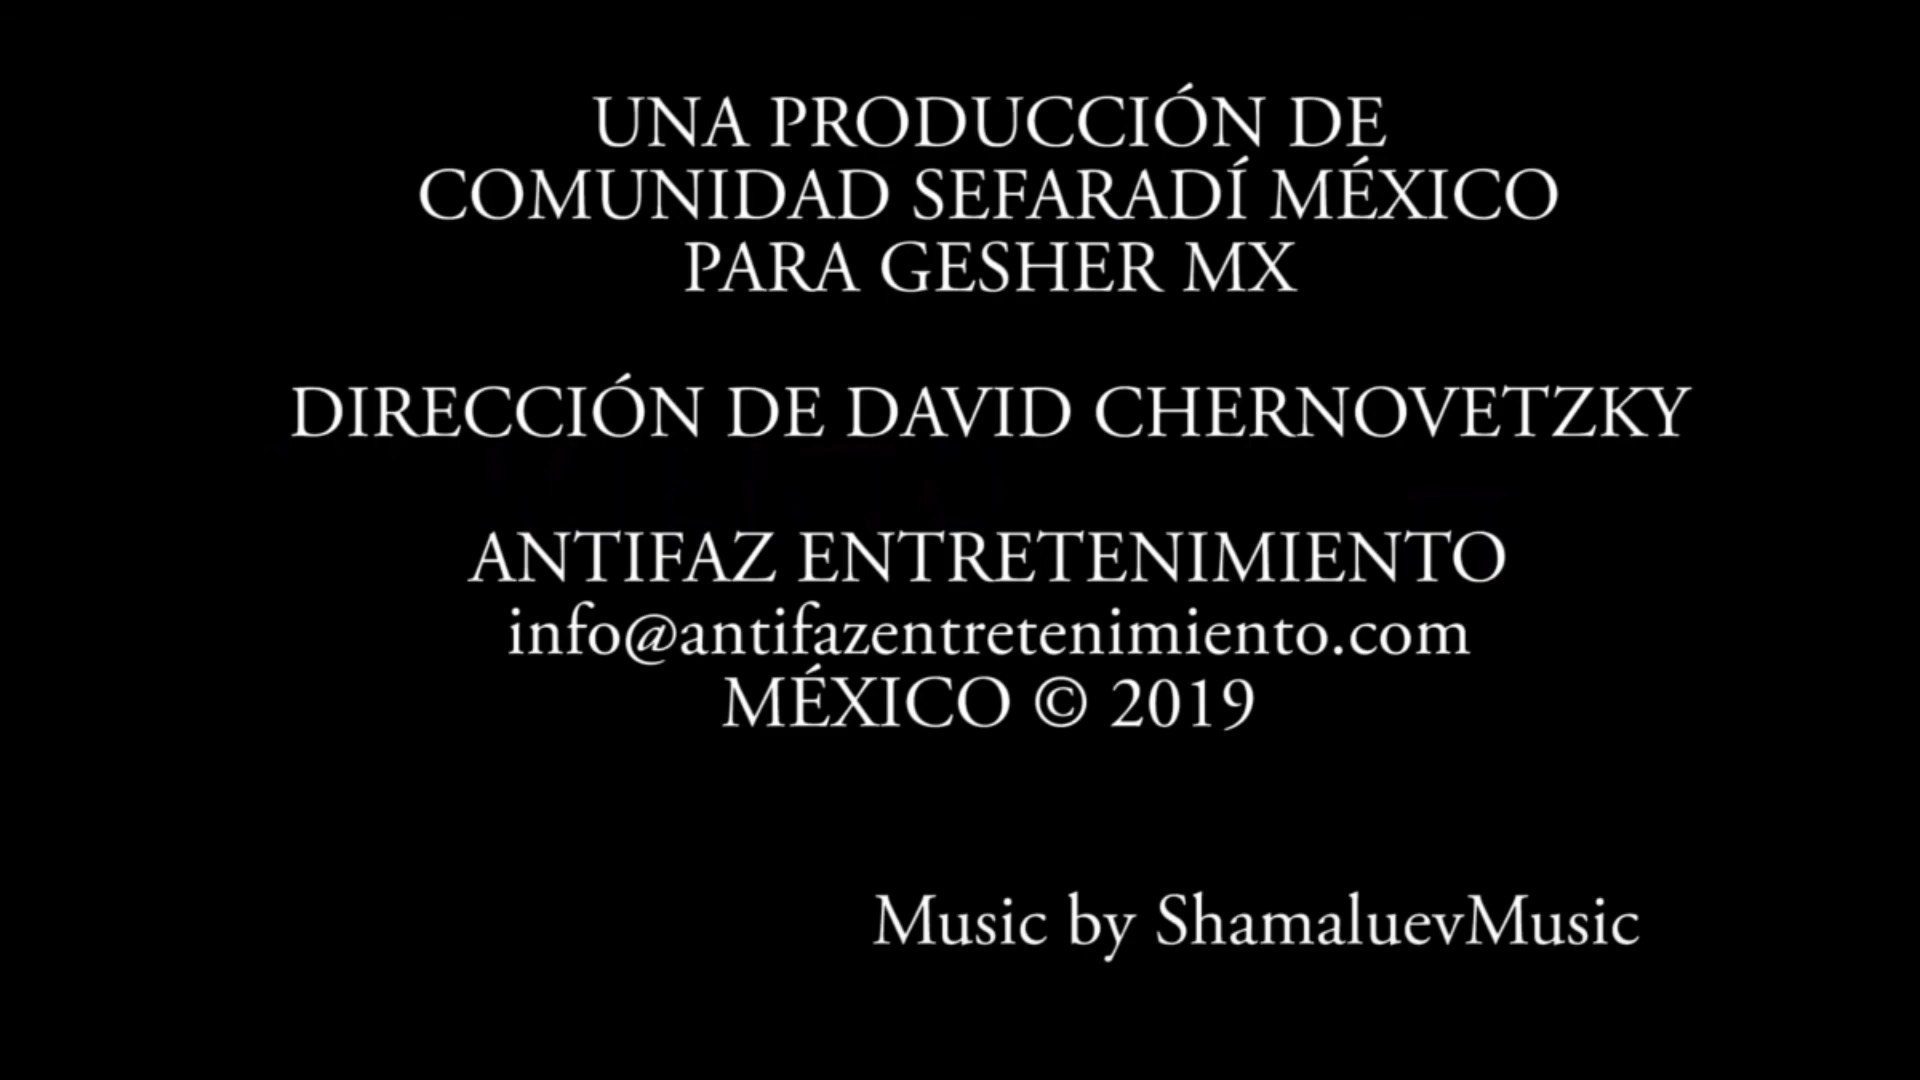 UNA PRODUCCIÓN DE
COMUNIDAD SEFARADÍ MÉXICO
PARA GESHER MX
DIRECCIÓN DE DAVID CHERNOVETZKY
ANTIFAZ ENTRETENIMIENTO
info@antifazentretenimiento.com
MÉXICO © 2019
Music by ShamaluevMusic